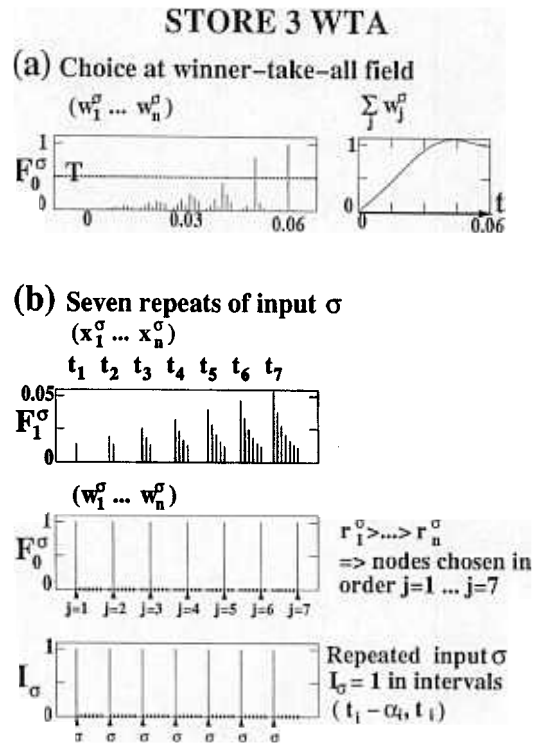 STORE 3 WTA
(a) Choice at winner–take–all field
(w₁^σ ... wₙ^σ)
∑ⱼ wⱼ^σ
1
F₀^σ T
0
0 0.03 0.06
1
0
0 0.06 t
(b) Seven repeats of input σ
(x₁^σ ... xₙ^σ)
t₁ t₂ t₃ t₄ t₅ t₆ t₇
0.05
F₁^σ
0
(w₁^σ ... wₙ^σ)
1
F₀^σ
0
j=1 j=2 j=3 j=4 j=5 j=6 j=7
r₁^σ>...> rₙ^σ
=> nodes chosen in
order j=1 ... j=7
1
I_σ
0
σ σ σ σ σ σ σ
Repeated input σ
I_σ = 1 in intervals
(tᵢ – αᵢ, tᵢ)